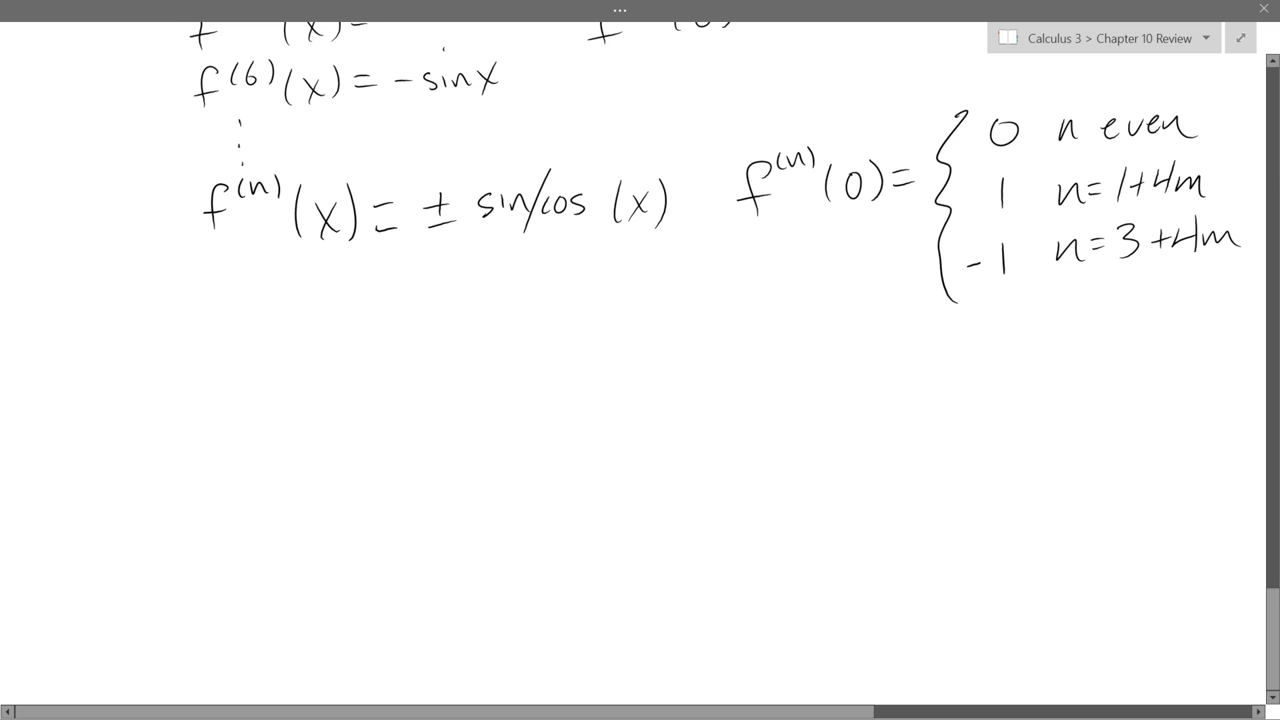 ...
Calculus 3 > Chapter 10 Review
f^(6)(x) = -sin x
f^(n)(x) = ± sin/cos (x)
f^(n)(0) = { 0 n even
1 n = 1 + 4m
-1 n = 3 + 4m